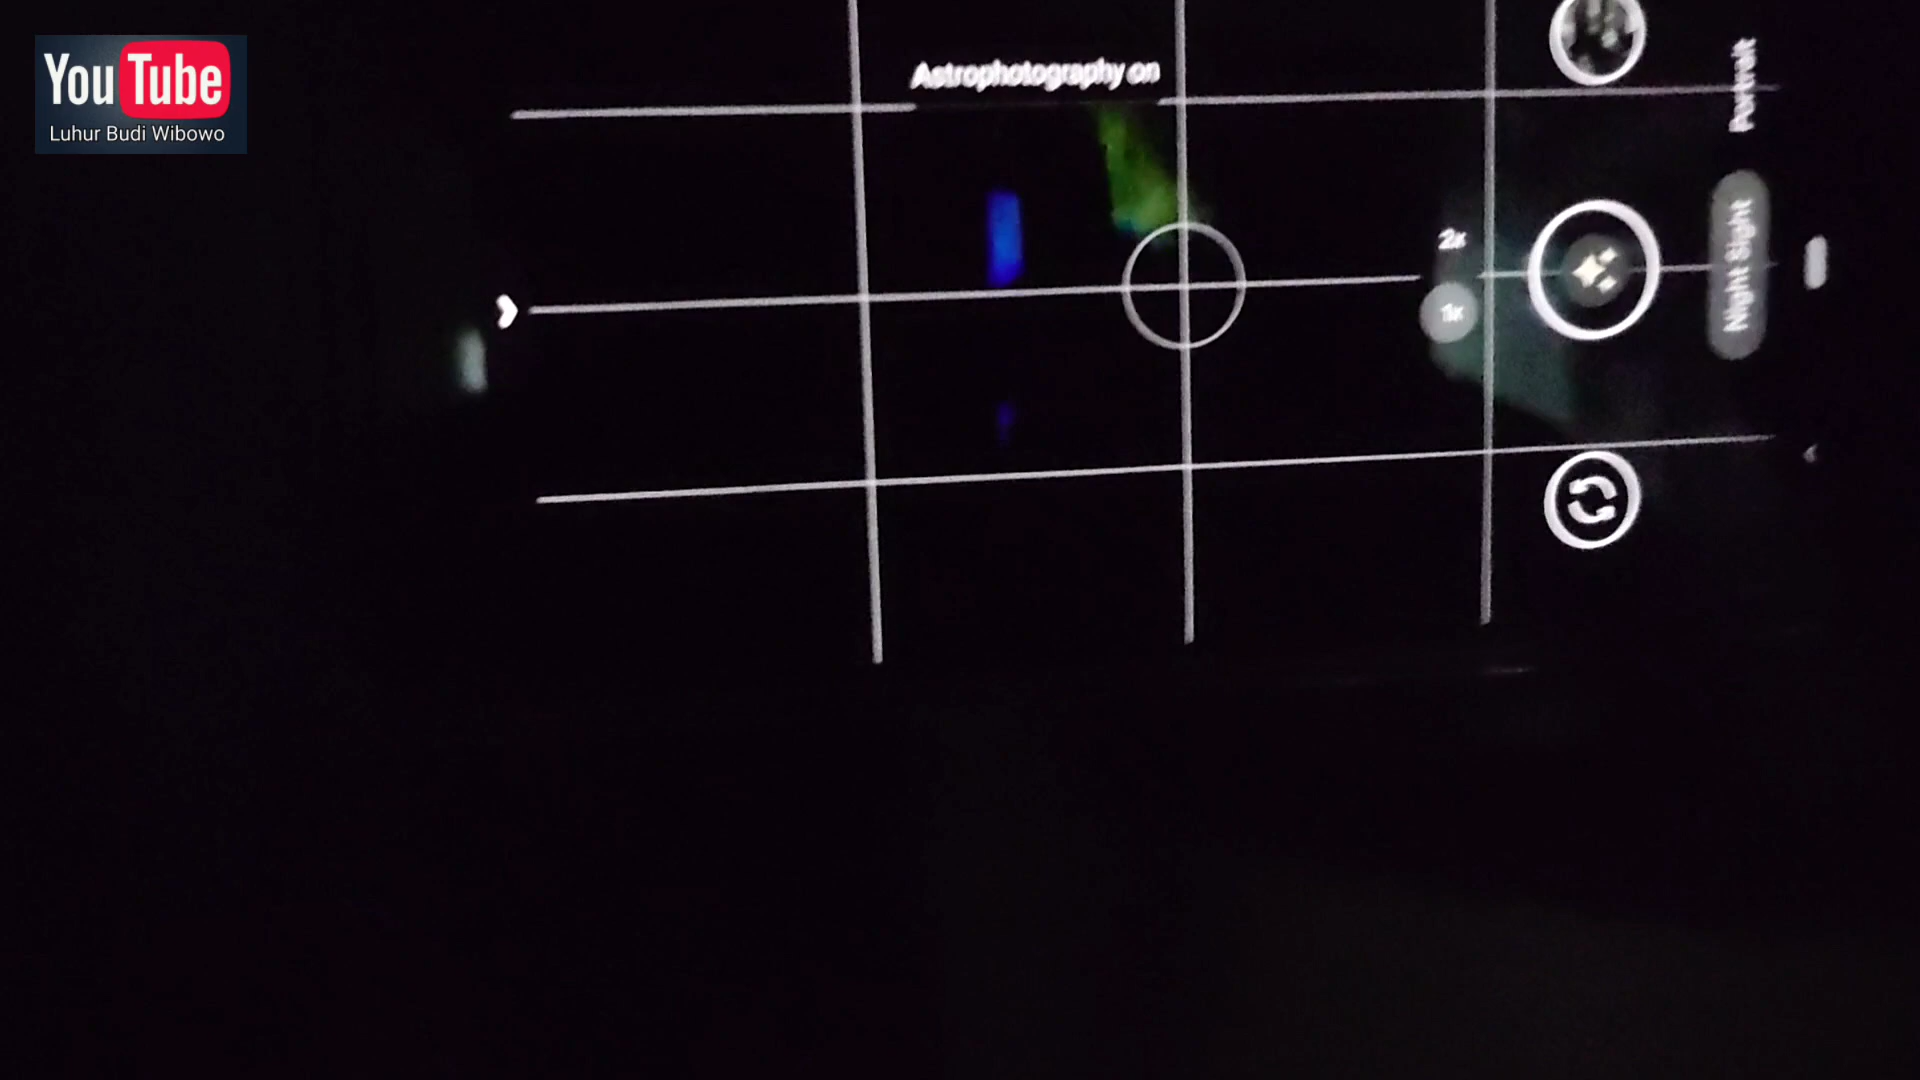 YouTube
Luhur Budi Wibowo
Astrophotography on
Portrait
2x
Night Sight
1x